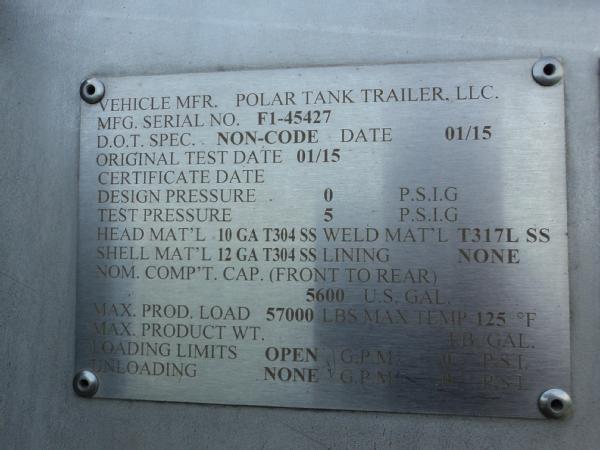 VEHICLE MFR. POLAR TANK TRAILER, LLC.
MFG. SERIAL NO. F1-45427
D.O.T. SPEC. NON-CODE DATE 01/15
ORIGINAL TEST DATE 01/15
CERTIFICATE DATE
DESIGN PRESSURE 0 P.S.I.G
TEST PRESSURE 5 P.S.I.G
HEAD MAT'L 10 GA T304 SS WELD MAT'L T317L SS
SHELL MAT'L 12 GA T304 SS LINING NONE
NOM. COMP'T. CAP. (FRONT TO REAR)
5600 U.S. GAL.
MAX. PROD. LOAD 57000 LBS MAX TEMP 125 °F
MAX. PRODUCT WT. LB. GAL.
LOADING LIMITS OPEN G.P.M. P.S.I.
UNLOADING NONE G.P.M. P.S.I.